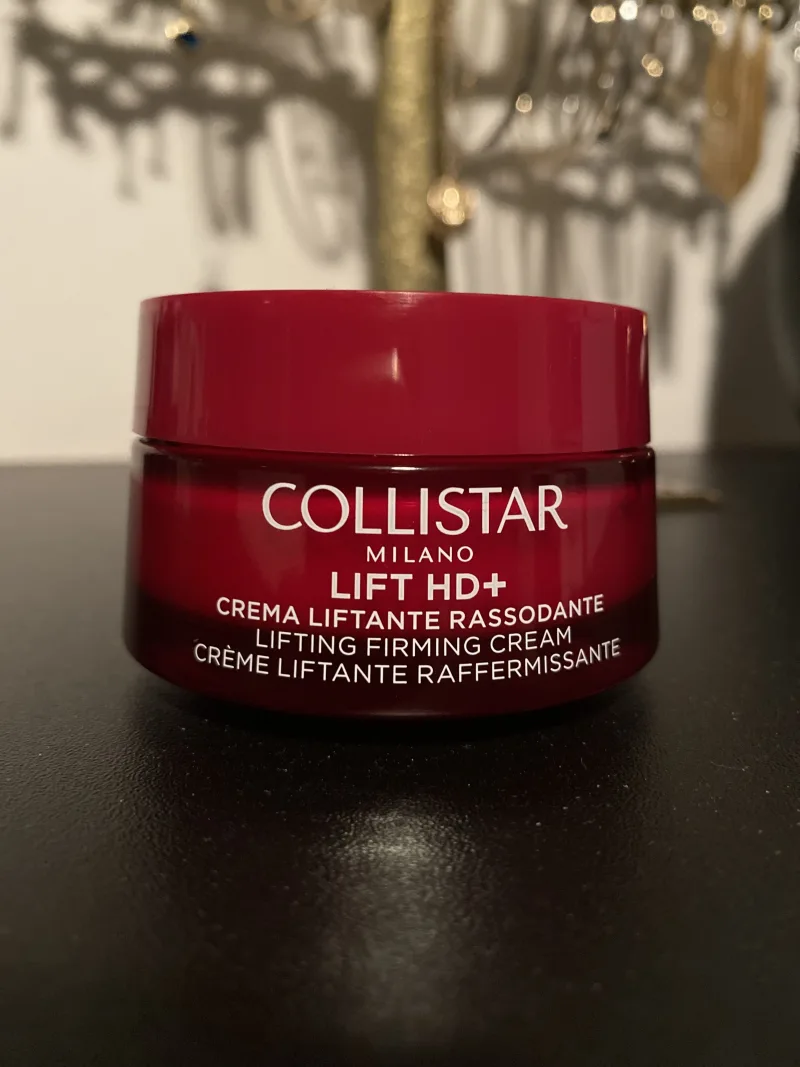 COLLISTAR
MILANO
LIFT HD+
CREMA LIFTANTE RASSODANTE
LIFTING FIRMING CREAM
CRÈME LIFTANTE RAFFERMISSANTE